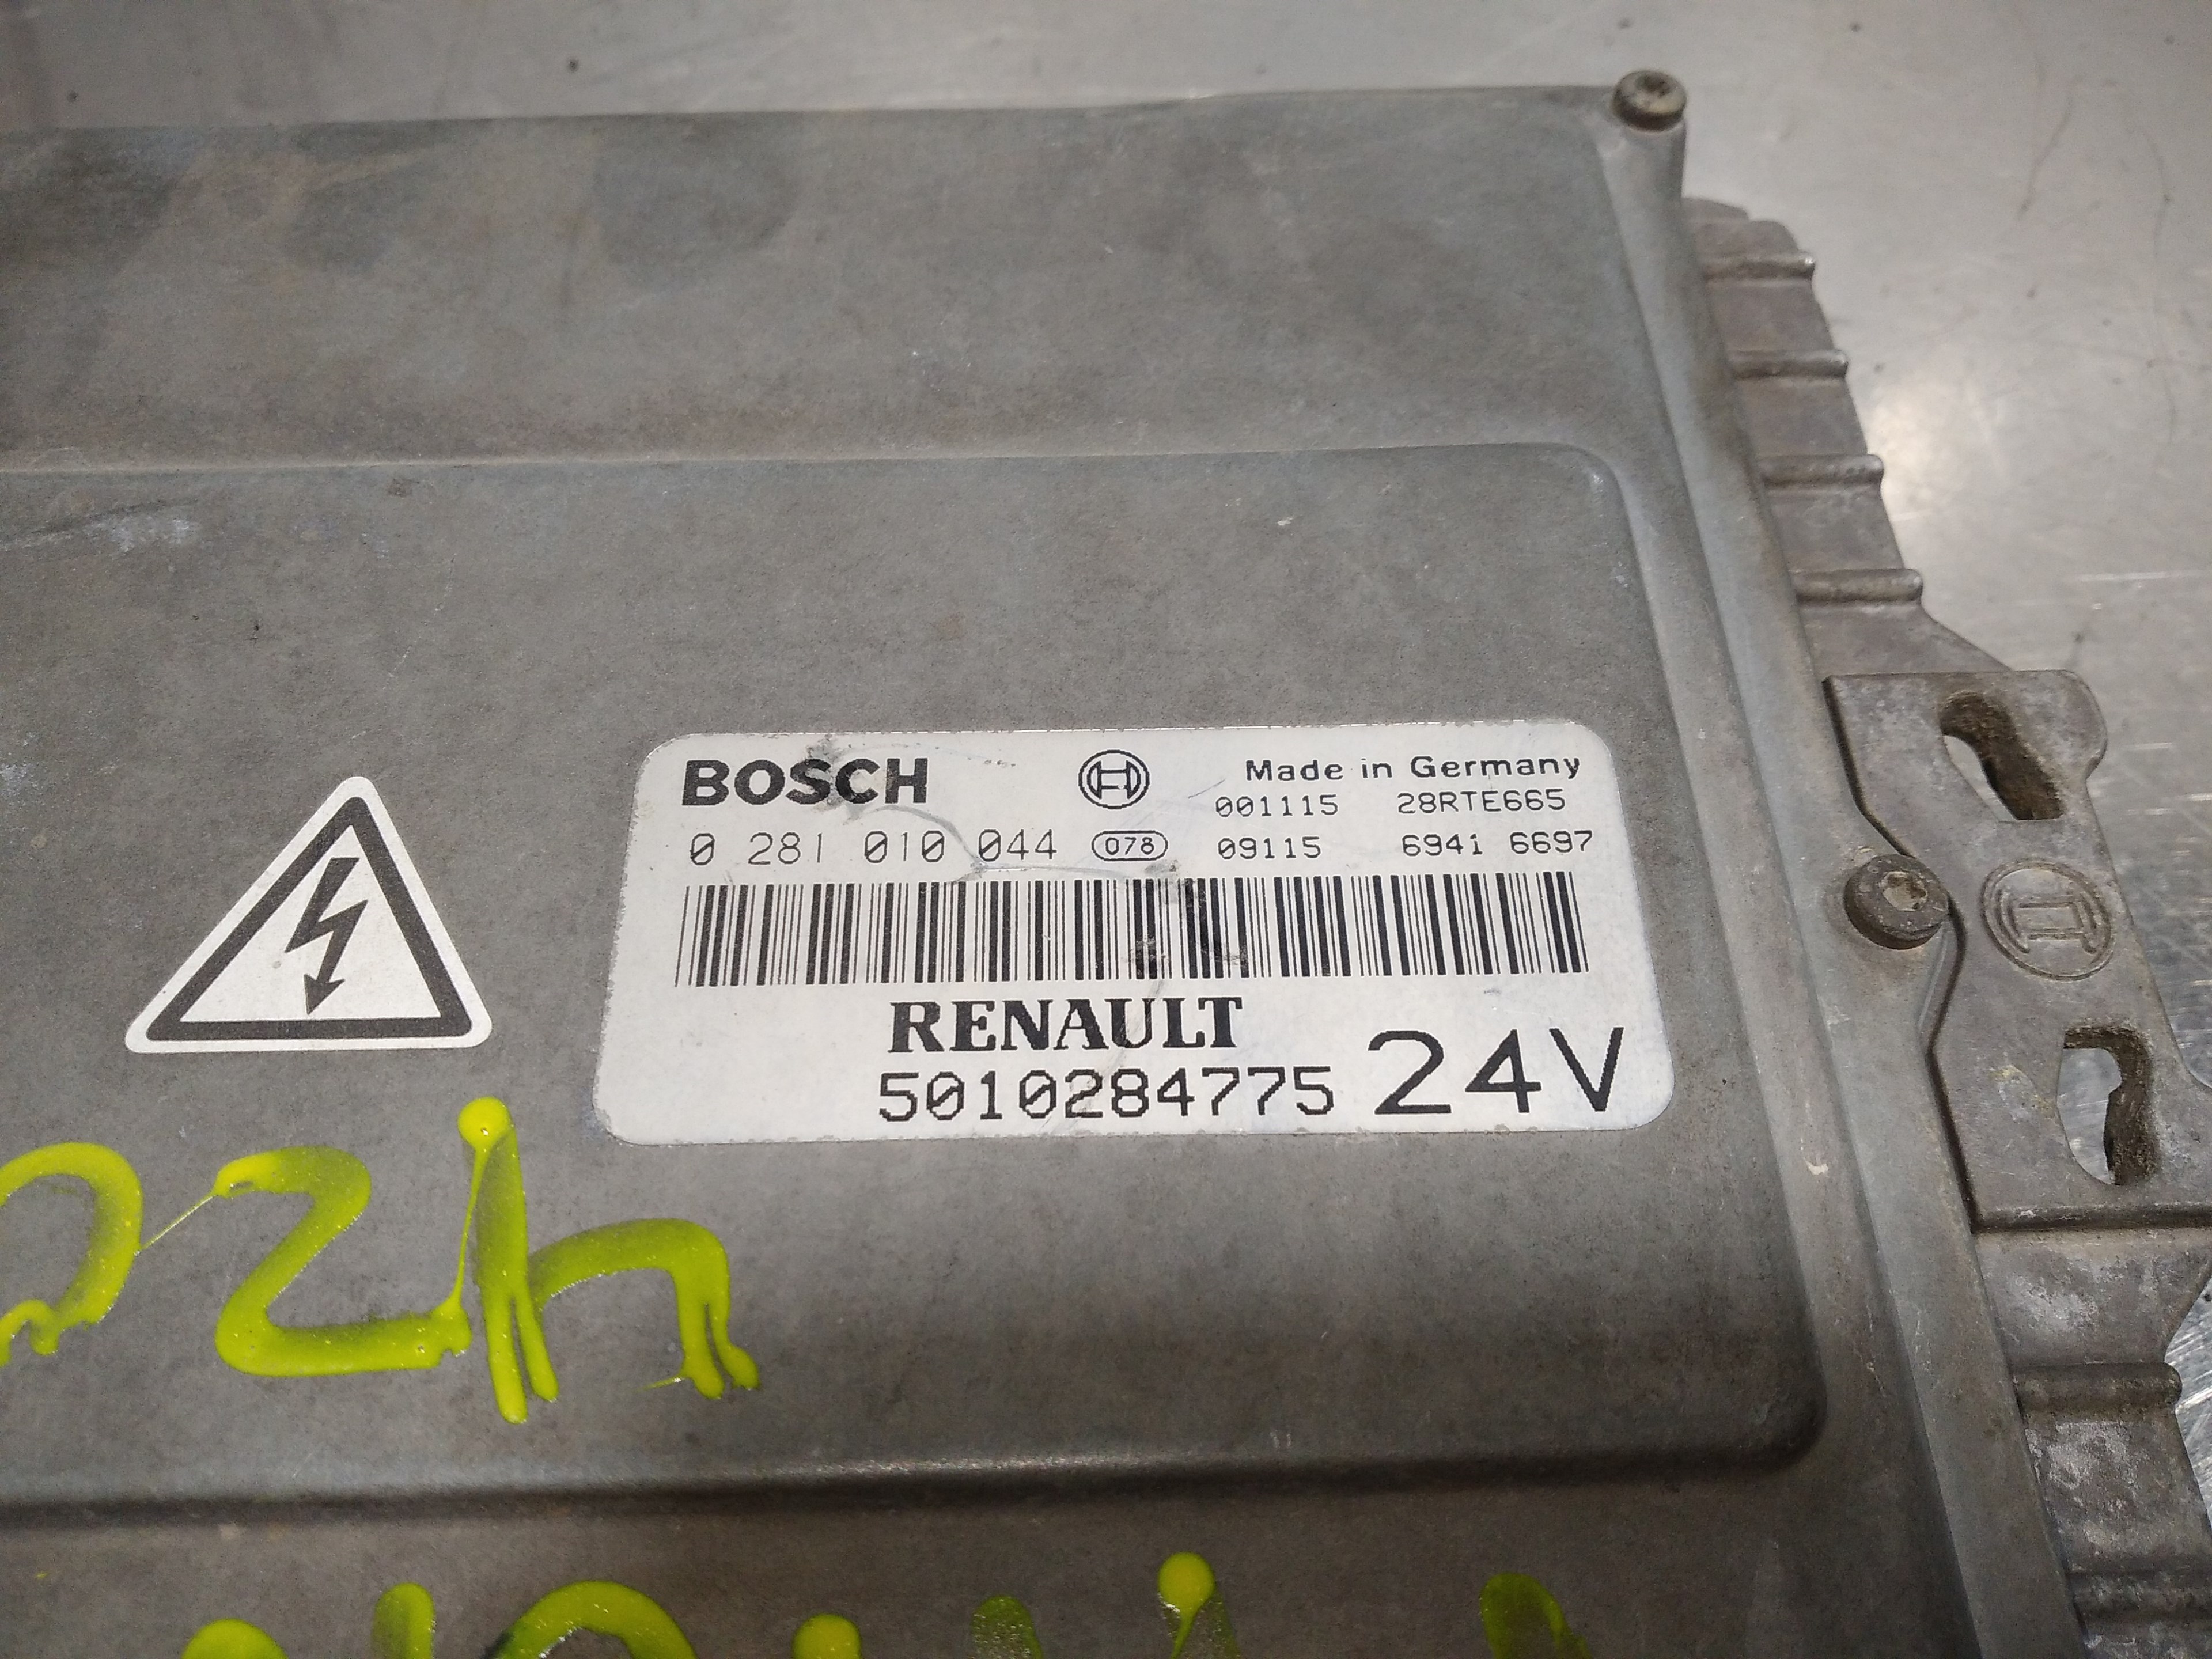 BOSCH Made in Germany
001115 28RTE665
0 281 010 044 078 09115 6941 6697
RENAULT
5010284775 24V